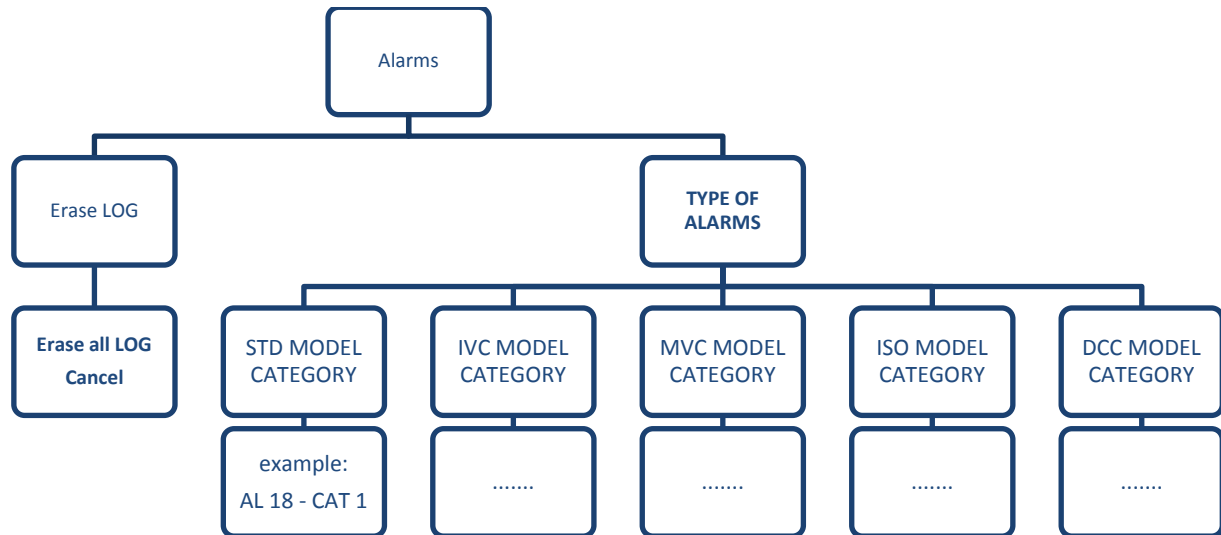 Alarms
Erase LOG
TYPE OF
ALARMS
Erase all LOG
Cancel
STD MODEL
CATEGORY
IVC MODEL
CATEGORY
MVC MODEL
CATEGORY
ISO MODEL
CATEGORY
DCC MODEL
CATEGORY
example:
AL 18 - CAT 1
.......
.......
.......
.......